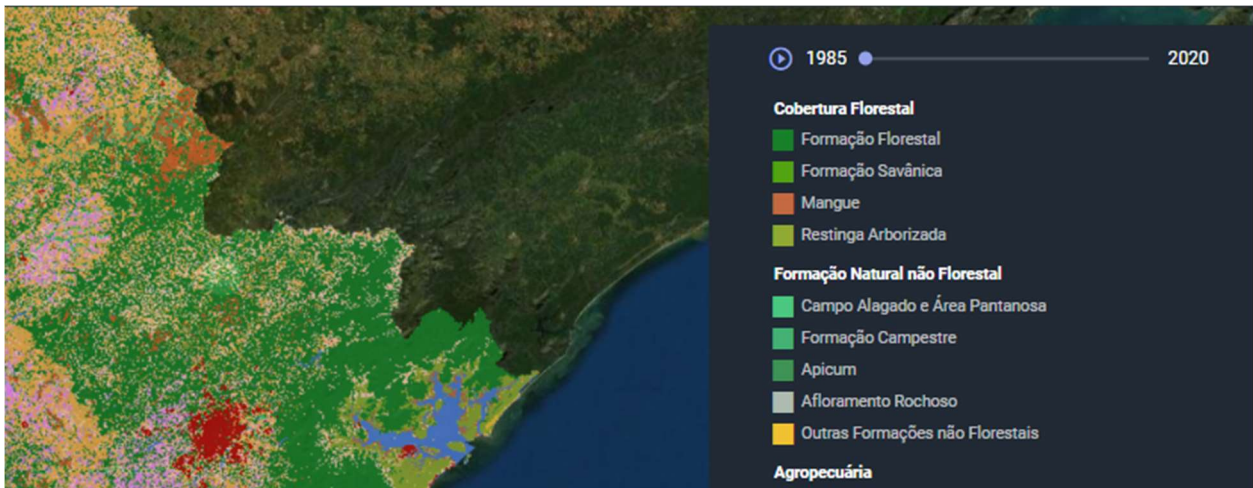 1985 2020
Cobertura Florestal
Formação Florestal
Formação Savânica
Mangue
Restinga Arborizada
Formação Natural não Florestal
Campo Alagado e Área Pantanosa
Formação Campestre
Apicum
Afloramento Rochoso
Outras Formações não Florestais
Agropecuária